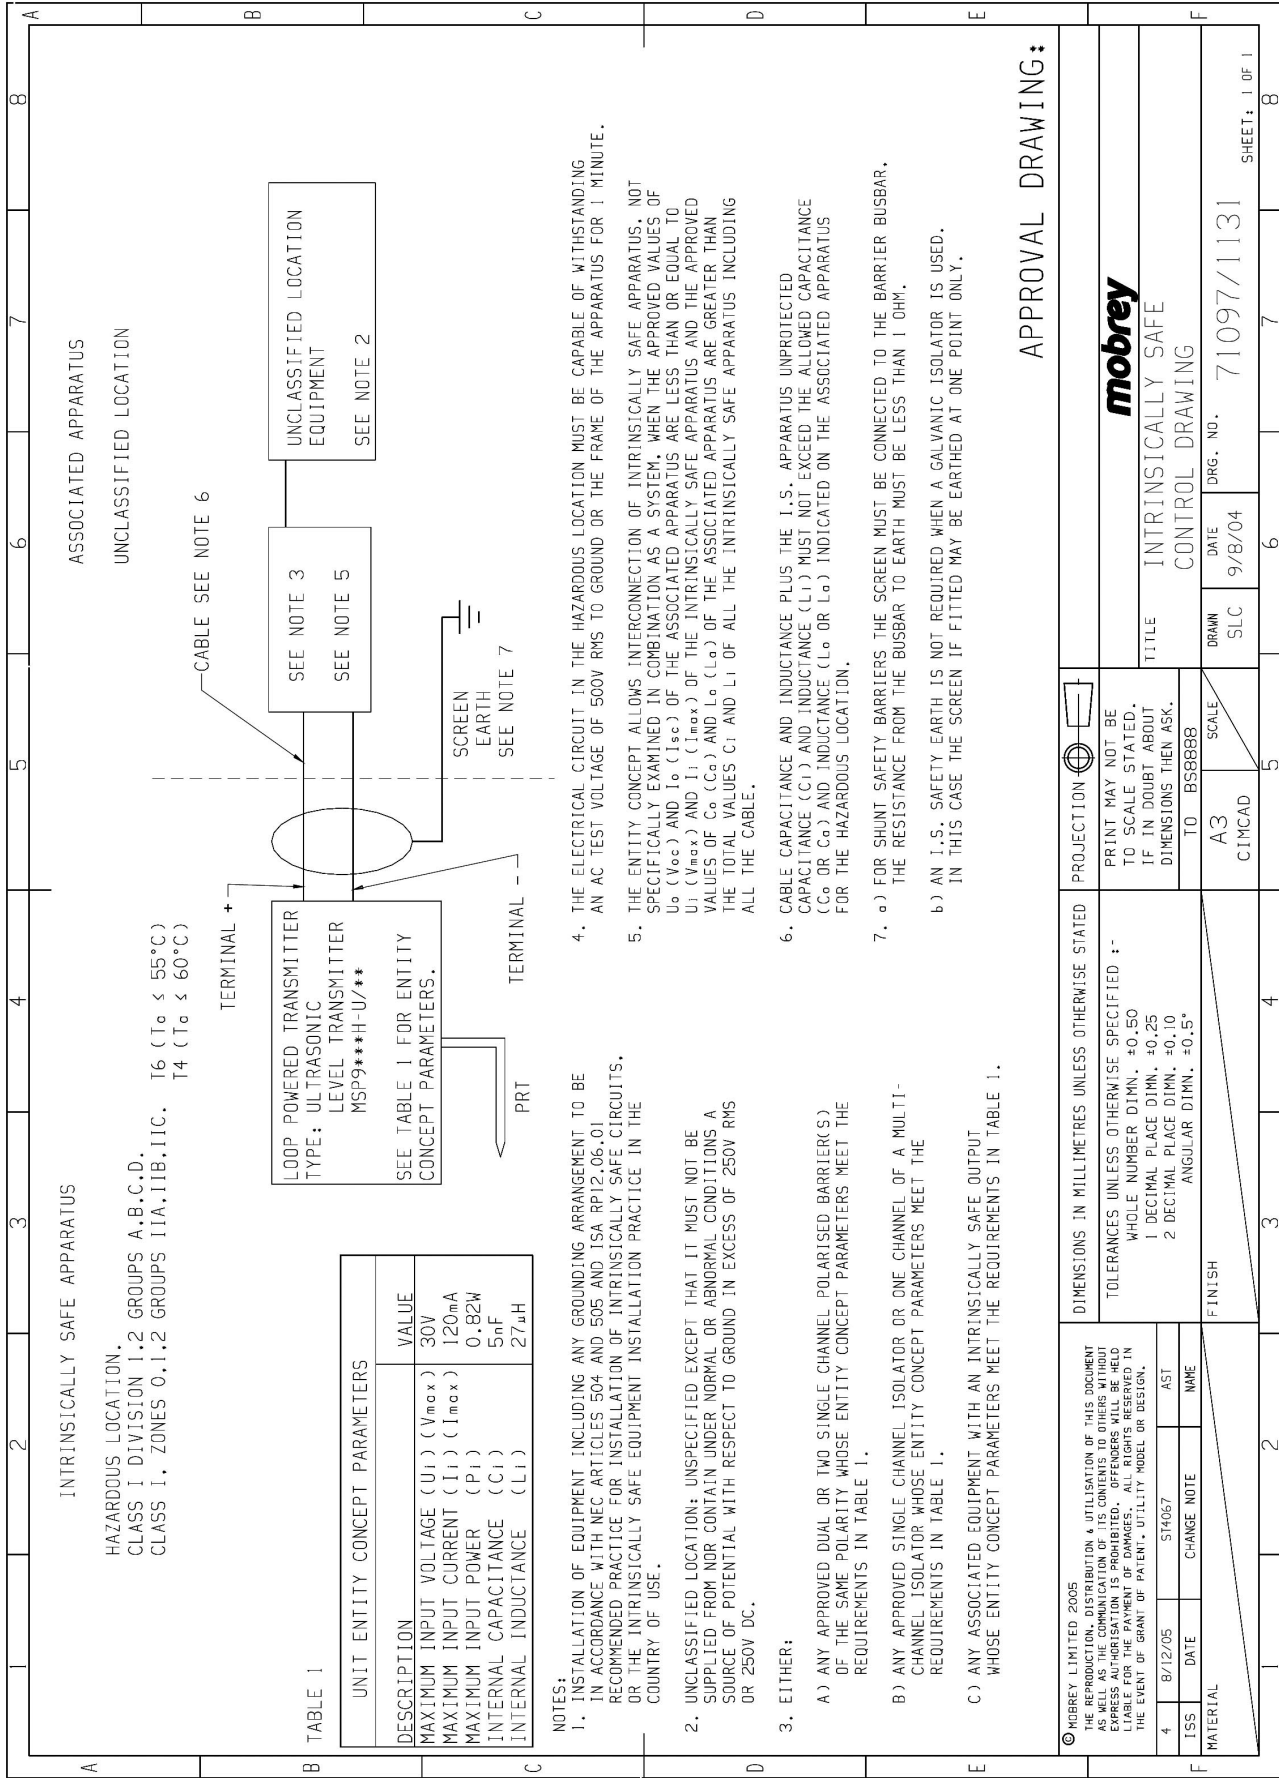 1 2 3 4 5 6 7 8
A B C D E F
INTRINSICALLY SAFE APPARATUS
HAZARDOUS LOCATION.
CLASS I DIVISION 1.2 GROUPS A.B.C.D.
CLASS I. ZONES 0.1.2 GROUPS IIA.IIB.IIC.
T6 (Ta ≤ 55°C)
T4 (Ta ≤ 60°C)
ASSOCIATED APPARATUS
UNCLASSIFIED LOCATION
TABLE 1
UNIT ENTITY CONCEPT PARAMETERS
DESCRIPTION VALUE
MAXIMUM INPUT VOLTAGE (Ui) (Vmax) 30V
MAXIMUM INPUT CURRENT (Ii) (Imax) 120mA
MAXIMUM INPUT POWER (Pi) 0.82W
INTERNAL CAPACITANCE (Ci) 5nF
INTERNAL INDUCTANCE (Li) 27µH
TERMINAL +
LOOP POWERED TRANSMITTER
TYPE: ULTRASONIC
LEVEL TRANSMITTER
MSP9***H-U/**
SEE TABLE 1 FOR ENTITY
CONCEPT PARAMETERS.
PRT
TERMINAL -
CABLE SEE NOTE 6
SEE NOTE 3
SEE NOTE 5
SCREEN
EARTH
SEE NOTE 7
UNCLASSIFIED LOCATION
EQUIPMENT
SEE NOTE 2
NOTES:
1. INSTALLATION OF EQUIPMENT INCLUDING ANY GROUNDING ARRANGEMENT TO BE
IN ACCORDANCE WITH NEC ARTICLES 504 AND 505 AND ISA RP12.06.01
RECOMMENDED PRACTICE FOR INSTALLATION OF INTRINSICALLY SAFE CIRCUITS.
OR THE INTRINSICALLY SAFE EQUIPMENT INSTALLATION PRACTICE IN THE
COUNTRY OF USE.
2. UNCLASSIFIED LOCATION: UNSPECIFIED EXCEPT THAT IT MUST NOT BE
SUPPLIED FROM NOR CONTAIN UNDER NORMAL OR ABNORMAL CONDITIONS A
SOURCE OF POTENTIAL WITH RESPECT TO GROUND IN EXCESS OF 250V RMS
OR 250V DC.
3. EITHER:
A) ANY APPROVED DUAL OR TWO SINGLE CHANNEL POLARISED BARRIER(S)
OF THE SAME POLARITY WHOSE ENTITY CONCEPT PARAMETERS MEET THE
REQUIREMENTS IN TABLE 1.
B) ANY APPROVED SINGLE CHANNEL ISOLATOR OR ONE CHANNEL OF A MULTI-
CHANNEL ISOLATOR WHOSE ENTITY CONCEPT PARAMETERS MEET THE
REQUIREMENTS IN TABLE 1.
C) ANY ASSOCIATED EQUIPMENT WITH AN INTRINSICALLY SAFE OUTPUT
WHOSE ENTITY CONCEPT PARAMETERS MEET THE REQUIREMENTS IN TABLE 1.
4. THE ELECTRICAL CIRCUIT IN THE HAZARDOUS LOCATION MUST BE CAPABLE OF WITHSTANDING
AN AC TEST VOLTAGE OF 500V RMS TO GROUND OR THE FRAME OF THE APPARATUS FOR 1 MINUTE.
5. THE ENTITY CONCEPT ALLOWS INTERCONNECTION OF INTRINSICALLY SAFE APPARATUS. NOT
SPECIFICALLY EXAMINED IN COMBINATION AS A SYSTEM. WHEN THE APPROVED VALUES OF
Uo (Voc) AND Io (Isc) OF THE ASSOCIATED APPARATUS ARE LESS THAN OR EQUAL TO
Ui (Vmax) AND Ii (Imax) OF THE INTRINSICALLY SAFE APPARATUS AND THE APPROVED
VALUES OF Co (Ca) AND Lo (La) OF THE ASSOCIATED APPARATUS ARE GREATER THAN
THE TOTAL VALUES Ci AND Li OF ALL THE INTRINSICALLY SAFE APPARATUS INCLUDING
ALL THE CABLE.
6. CABLE CAPACITANCE AND INDUCTANCE PLUS THE I.S. APPARATUS UNPROTECTED
CAPACITANCE (Ci) AND INDUCTANCE (Li) MUST NOT EXCEED THE ALLOWED CAPACITANCE
(Co OR Ca) AND INDUCTANCE (Lo OR La) INDICATED ON THE ASSOCIATED APPARATUS
FOR THE HAZARDOUS LOCATION.
7. a) FOR SHUNT SAFETY BARRIERS THE SCREEN MUST BE CONNECTED TO THE BARRIER BUSBAR.
THE RESISTANCE FROM THE BUSBAR TO EARTH MUST BE LESS THAN 1 OHM.
b) AN I.S. SAFETY EARTH IS NOT REQUIRED WHEN A GALVANIC ISOLATOR IS USED.
IN THIS CASE THE SCREEN IF FITTED MAY BE EARTHED AT ONE POINT ONLY.
APPROVAL DRAWING:
© MOBREY LIMITED 2005
THE REPRODUCTION, DISTRIBUTION & UTILISATION OF THIS DOCUMENT
AS WELL AS THE COMMUNICATION OF ITS CONTENTS TO OTHERS WITHOUT
EXPRESS AUTHORISATION IS PROHIBITED. OFFENDERS WILL BE HELD
LIABLE FOR THE PAYMENT OF DAMAGES. ALL RIGHTS RESERVED IN
THE EVENT OF GRANT OF PATENT, UTILITY MODEL OR DESIGN.
4 8/12/05 ST4067 AST
ISS DATE CHANGE NOTE NAME
MATERIAL
DIMENSIONS IN MILLIMETRES UNLESS OTHERWISE STATED
TOLERANCES UNLESS OTHERWISE SPECIFIED :-
WHOLE NUMBER DIMN. ±0.50
1 DECIMAL PLACE DIMN. ±0.25
2 DECIMAL PLACE DIMN. ±0.10
ANGULAR DIMN. ±0.5°
FINISH
PROJECTION
PRINT MAY NOT BE
TO SCALE STATED.
IF IN DOUBT ABOUT
DIMENSIONS THEN ASK.
TO BS8888
A3
CIMCAD
SCALE
mobrey
TITLE
INTRINSICALLY SAFE
CONTROL DRAWING
DRAWN
SLC
DATE
9/8/04
DRG. NO.
71097/1131
SHEET: 1 OF 1
A B C D E F
1 2 3 4 5 6 7 8